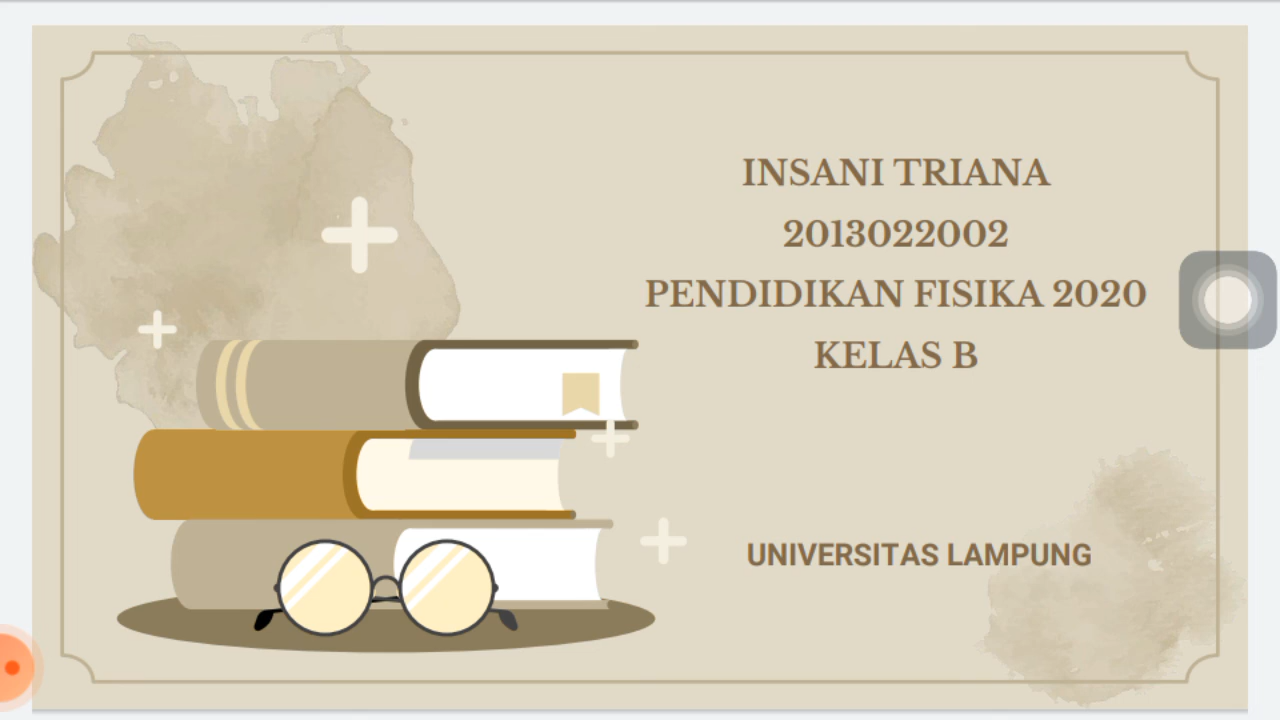 INSANI TRIANA
2013022002
PENDIDIKAN FISIKA 2020
KELAS B
UNIVERSITAS LAMPUNG